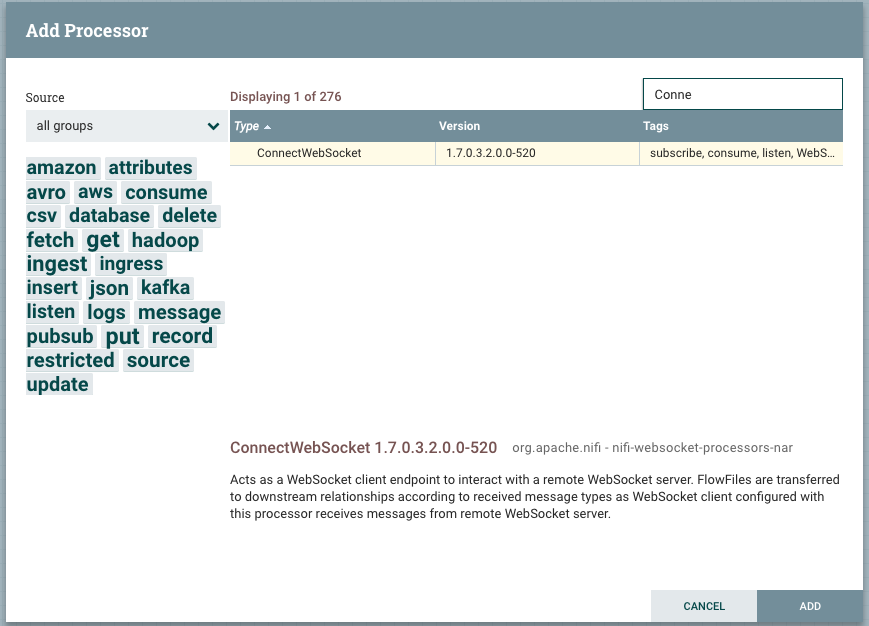 Add Processor
Source
Displaying 1 of 276
Conne
all groups
Type Version Tags
ConnectWebSocket 1.7.0.3.2.0.0-520 subscribe, consume, listen, WebS...
amazon attributes
avro aws consume
csv database delete
fetch get hadoop
ingest ingress
insert json kafka
listen logs message
pubsub put record
restricted source
update
ConnectWebSocket 1.7.0.3.2.0.0-520 org.apache.nifi - nifi-websocket-processors-nar
Acts as a WebSocket client endpoint to interact with a remote WebSocket server. FlowFiles are transferred
to downstream relationships according to received message types as WebSocket client configured with
this processor receives messages from remote WebSocket server.
CANCEL ADD